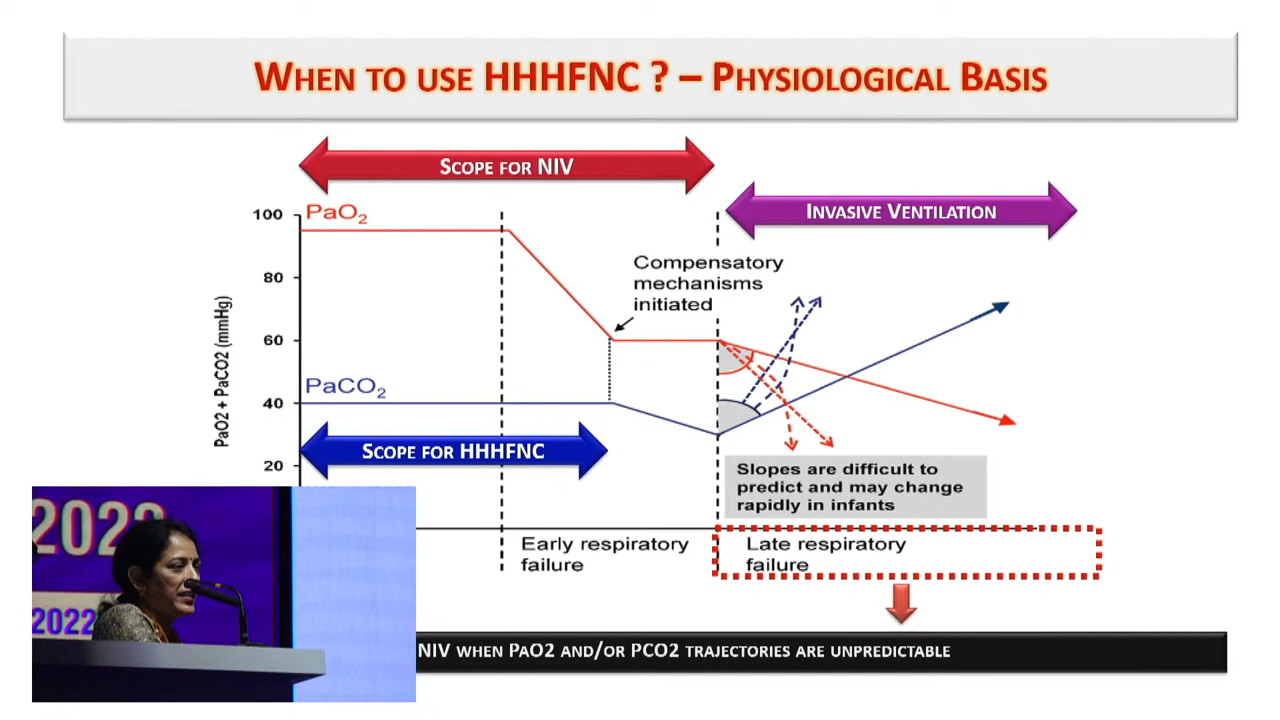 WHEN TO USE HHHFNC ? – PHYSIOLOGICAL BASIS
SCOPE FOR NIV
INVASIVE VENTILATION
100
PaO2
Compensatory
mechanisms
initiated
80
60
PaO2 + PaCO2 (mmHg)
PaCO2
40
SCOPE FOR HHHFNC
20
Slopes are difficult to
predict and may change
rapidly in infants
Early respiratory
failure
Late respiratory
failure
NIV WHEN PAO2 AND/OR PCO2 TRAJECTORIES ARE UNPREDICTABLE
2022
2022